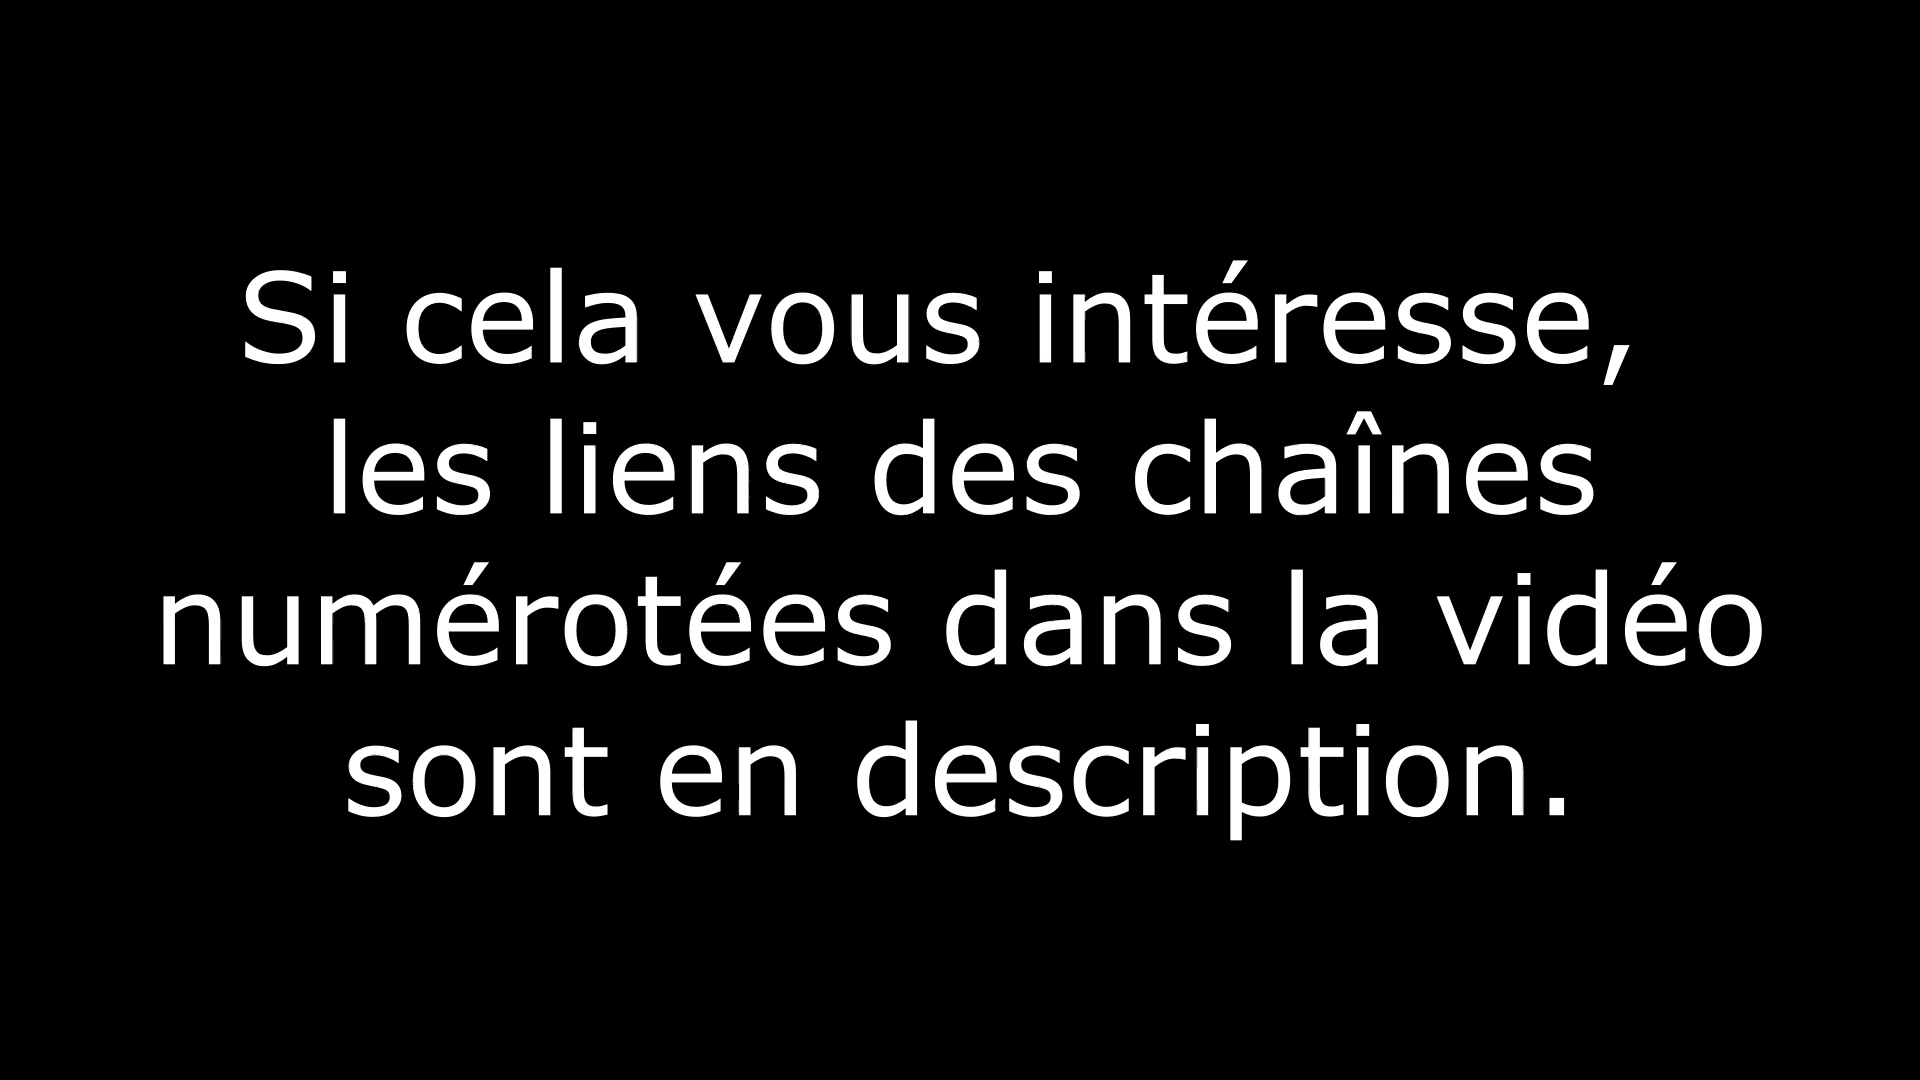 Si cela vous intéresse,
les liens des chaînes
numérotées dans la vidéo
sont en description.